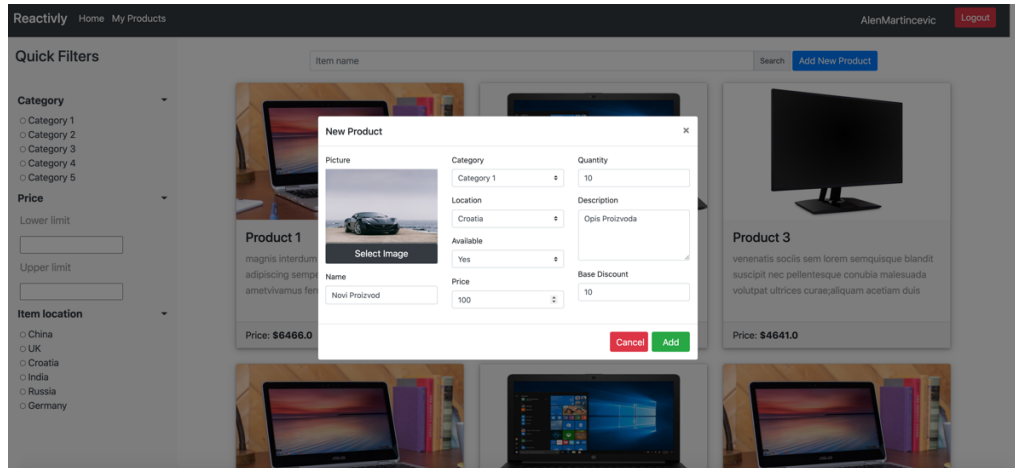 Reactivly Home My Products AlenMartincevic Logout
Quick Filters
Item name Search Add New Product
Category
Category 1
Category 2
Category 3
Category 4
Category 5
Price
Lower limit
Upper limit
Item location
China
UK
Croatia
India
Russia
Germany
New Product ×
Picture
Select Image
Name
Novi Proizvod
Category
Category 1
Location
Croatia
Available
Yes
Price
100
Quantity
10
Description
Opis Proizvoda
Base Discount
10
Cancel Add
Product 1
magnis interdum
adipiscing sempe
ametvivamus fer
Price: $6466.0
Product 3
venenatis sociis sem lorem semquisque blandit
suscipit nec pellentesque conubia malesuada
volutpat ultrices curae;aliquam acetiam duis
Price: $4641.0